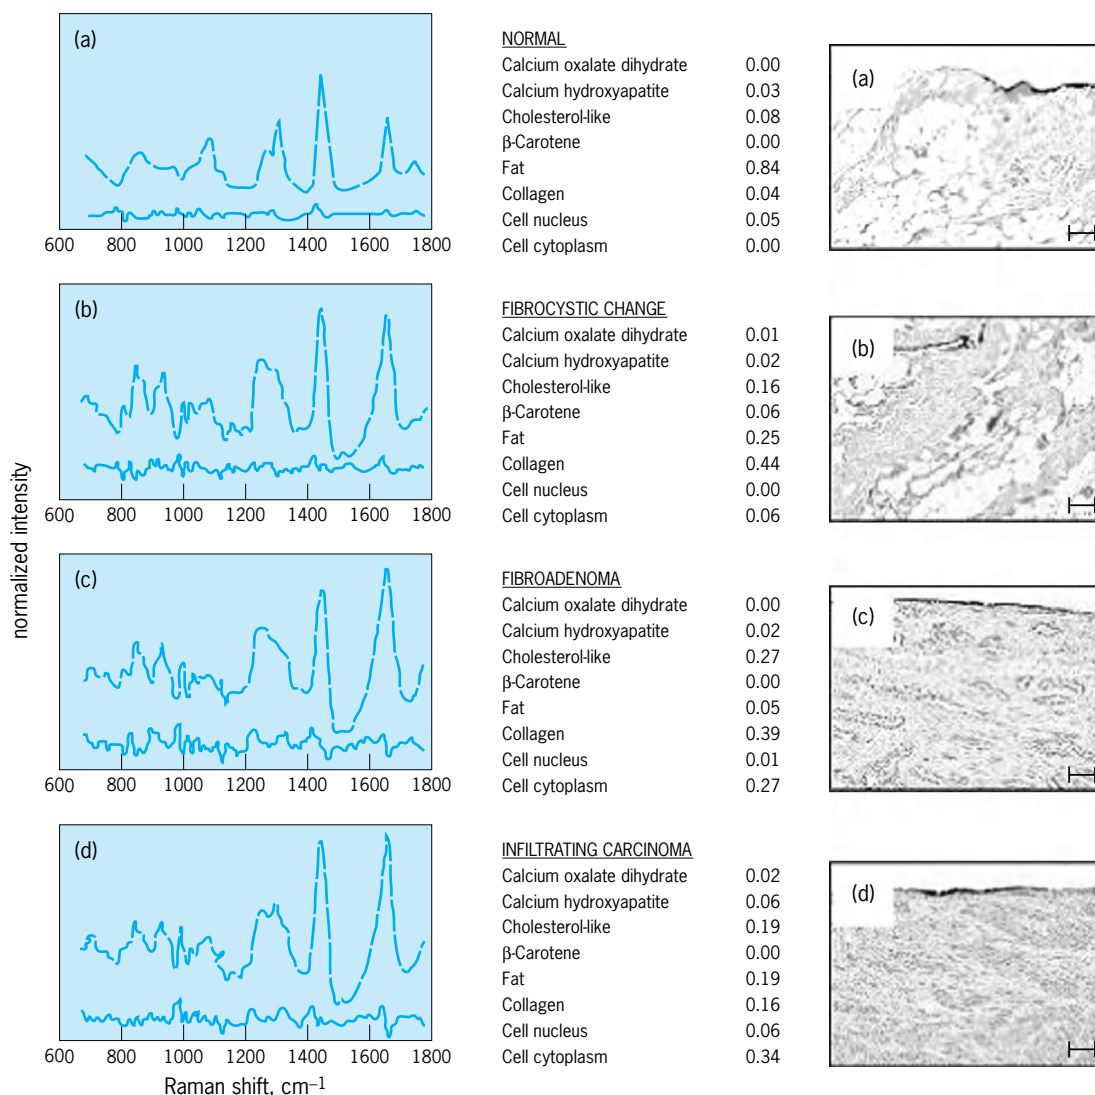 (a)
600 800 1000 1200 1400 1600 1800
NORMAL
Calcium oxalate dihydrate 0.00
Calcium hydroxyapatite 0.03
Cholesterol-like 0.08
β-Carotene 0.00
Fat 0.84
Collagen 0.04
Cell nucleus 0.05
Cell cytoplasm 0.00
(a)
(b)
600 800 1000 1200 1400 1600 1800
FIBROCYSTIC CHANGE
Calcium oxalate dihydrate 0.01
Calcium hydroxyapatite 0.02
Cholesterol-like 0.16
β-Carotene 0.06
Fat 0.25
Collagen 0.44
Cell nucleus 0.00
Cell cytoplasm 0.06
(b)
normalized intensity
(c)
600 800 1000 1200 1400 1600 1800
FIBROADENOMA
Calcium oxalate dihydrate 0.00
Calcium hydroxyapatite 0.02
Cholesterol-like 0.27
β-Carotene 0.00
Fat 0.05
Collagen 0.39
Cell nucleus 0.01
Cell cytoplasm 0.27
(c)
(d)
600 800 1000 1200 1400 1600 1800
Raman shift, cm⁻¹
INFILTRATING CARCINOMA
Calcium oxalate dihydrate 0.02
Calcium hydroxyapatite 0.06
Cholesterol-like 0.19
β-Carotene 0.00
Fat 0.19
Collagen 0.16
Cell nucleus 0.06
Cell cytoplasm 0.34
(d)